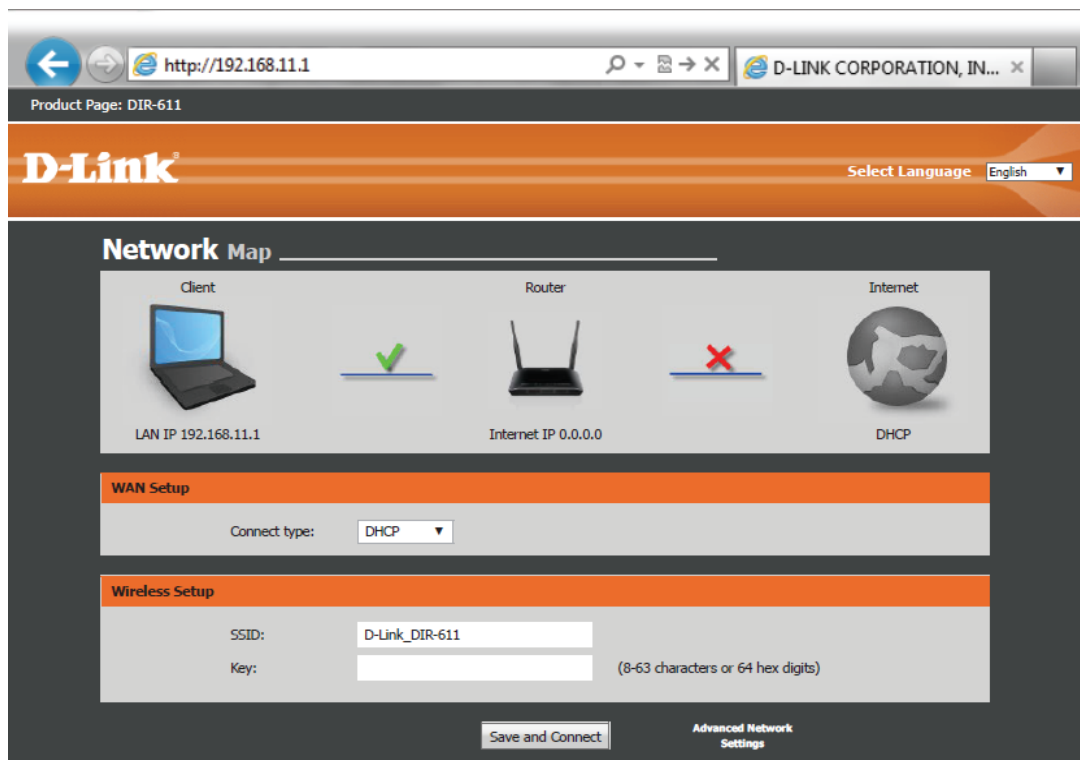 http://192.168.11.1
D-LINK CORPORATION, IN...
Product Page: DIR-611
D-Link®
Select Language English
Network Map
Client Router Internet
LAN IP 192.168.11.1 Internet IP 0.0.0.0 DHCP
WAN Setup
Connect type: DHCP
Wireless Setup
SSID: D-Link_DIR-611
Key: (8-63 characters or 64 hex digits)
Save and Connect
Advanced Network
Settings